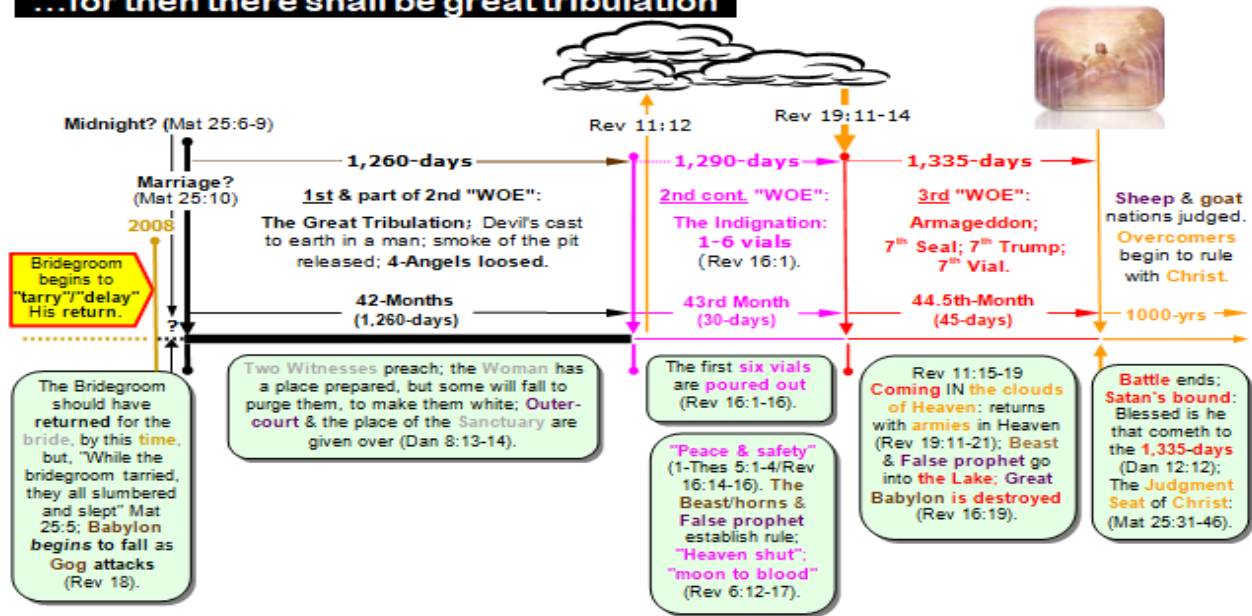 ...for then there shall be great tribulation
Midnight? (Mat 25:6-9)
Marriage?
(Mat 25:10)
2008
Bridegroom
begins to
"tarry"/"delay"
His return.
?
The Bridegroom
should have
returned for the
bride, by this time,
but, "While the
bridegroom tarried,
they all slumbered
and slept" Mat
25:5; Babylon
begins to fall as
Gog attacks
(Rev 18).
1,260-days
1st & part of 2nd "WOE":
The Great Tribulation; Devil's cast
to earth in a man; smoke of the pit
released; 4-Angels loosed.
42-Months
(1,260-days)
Two Witnesses preach; the Woman has
a place prepared, but some will fall to
purge them, to make them white; Outer-
court & the place of the Sanctuary are
given over (Dan 8:13-14).
Rev 11:12
1,290-days
2nd cont. "WOE":
The Indignation:
1-6 vials
(Rev 16:1).
43rd Month
(30-days)
The first six vials
are poured out
(Rev 16:1-16).
"Peace & safety"
(1-Thes 5:1-4/Rev
16:14-16). The
Beast/horns &
False prophet
establish rule;
"Heaven shut";
"moon to blood"
(Rev 6:12-17).
Rev 19:11-14
1,335-days
3rd "WOE":
Armageddon;
7th Seal; 7th Trump;
7th Vial.
44.5th-Month
(45-days)
Rev 11:15-19
Coming IN the clouds
of Heaven: returns
with armies in Heaven
(Rev 19:11-21); Beast
& False prophet go
into the Lake; Great
Babylon is destroyed
(Rev 16:19).
Sheep & goat
nations judged.
Overcomers
begin to rule
with Christ.
1000-yrs
Battle ends;
Satan's bound:
Blessed is he
that cometh to
the 1,335-days
(Dan 12:12);
The Judgment
Seat of Christ:
(Mat 25:31-46).